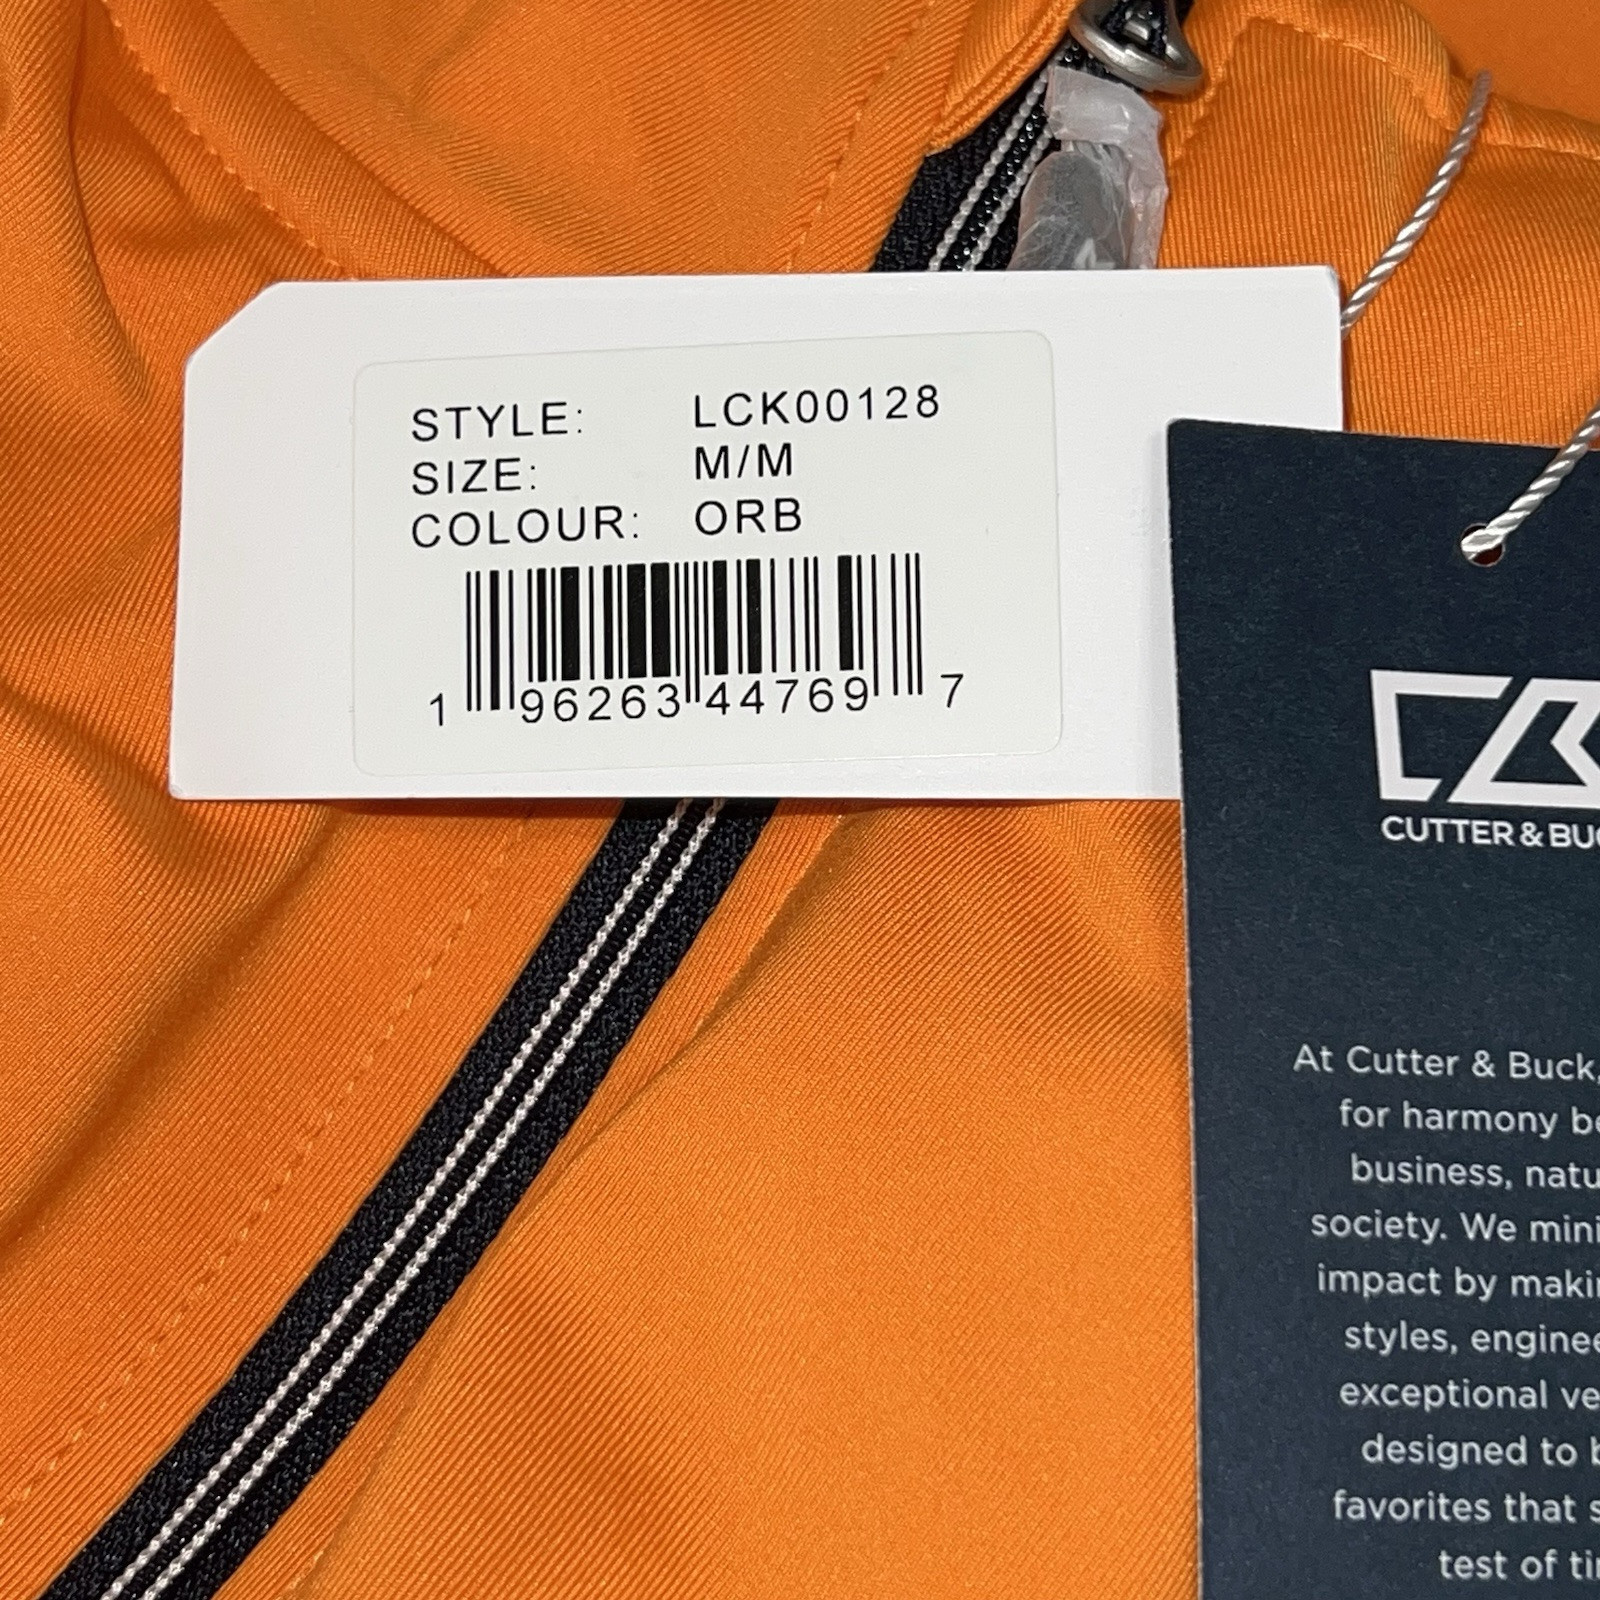 STYLE: LCK00128
SIZE: M/M
COLOUR: ORB
1 96263 44769 7
CUTTER & BUC
At Cutter & Buck,
for harmony be
business, natu
society. We mini
impact by makin
styles, enginee
exceptional ve
designed to b
favorites that s
test of ti